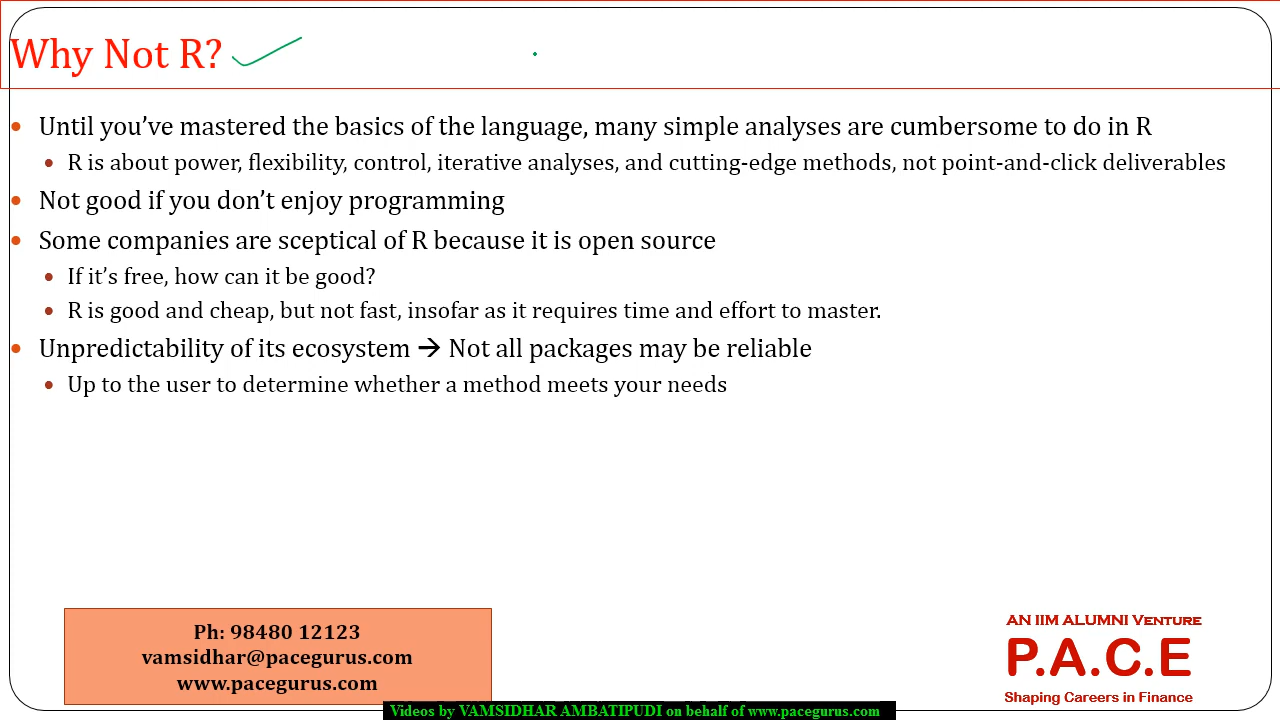 Why Not R?
Until you've mastered the basics of the language, many simple analyses are cumbersome to do in R
R is about power, flexibility, control, iterative analyses, and cutting-edge methods, not point-and-click deliverables
Not good if you don't enjoy programming
Some companies are sceptical of R because it is open source
If it's free, how can it be good?
R is good and cheap, but not fast, insofar as it requires time and effort to master.
Unpredictability of its ecosystem → Not all packages may be reliable
Up to the user to determine whether a method meets your needs
Ph: 98480 12123
vamsidhar@pacegurus.com
www.pacegurus.com
AN IIM ALUMNI VENTURE
P.A.C.E
Shaping Careers in Finance
Videos by VAMSIDHAR AMBATIPUDI on behalf of www.pacegurus.com